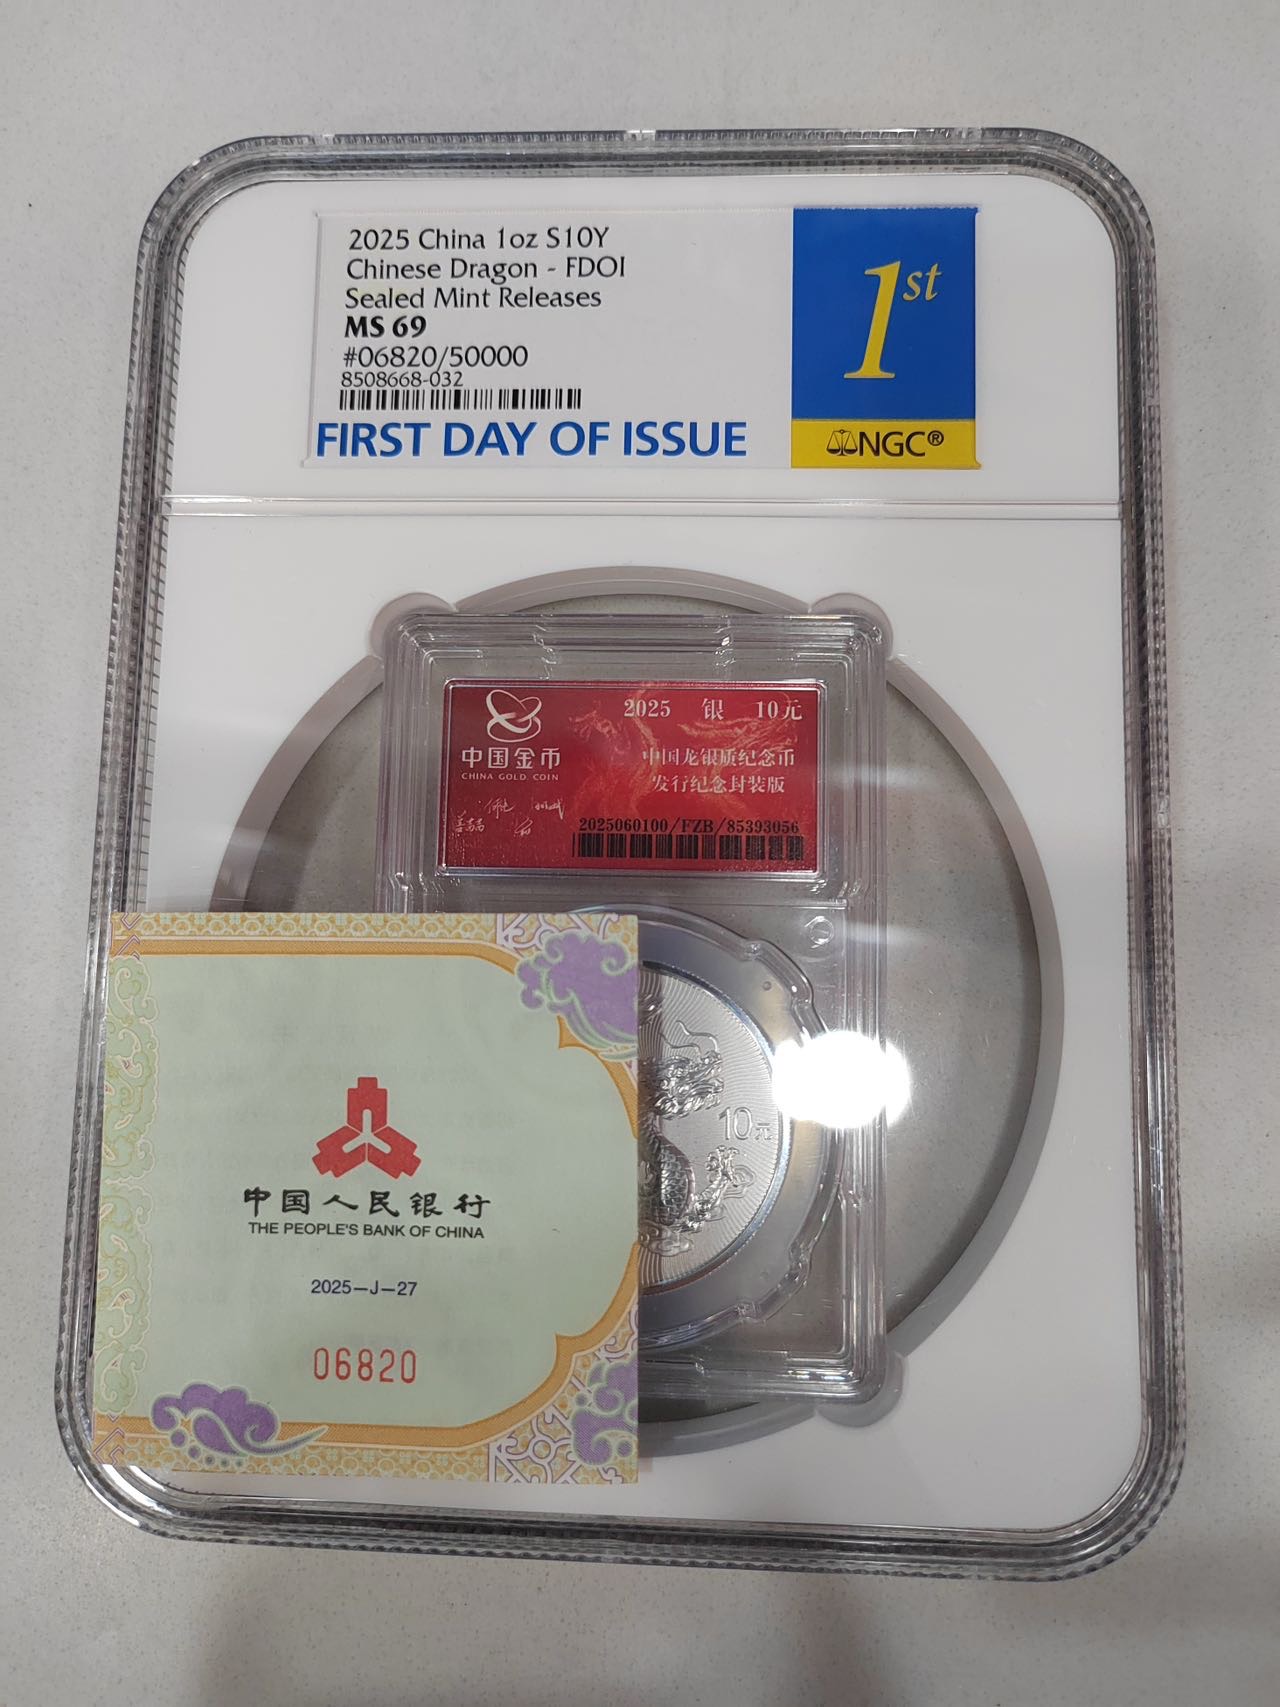 2025 China 1oz S10Y
Chinese Dragon - FDOI
Sealed Mint Releases
MS 69
#06820/50000
8508668-032
FIRST DAY OF ISSUE
1st
NGC®
中国金币
CHINA GOLD COIN
2025 银 10元
中国龙银质纪念币
发行纪念封装版
2025060100/FZB/85393056
10元
中国人民银行
THE PEOPLE'S BANK OF CHINA
2025-J-27
06820